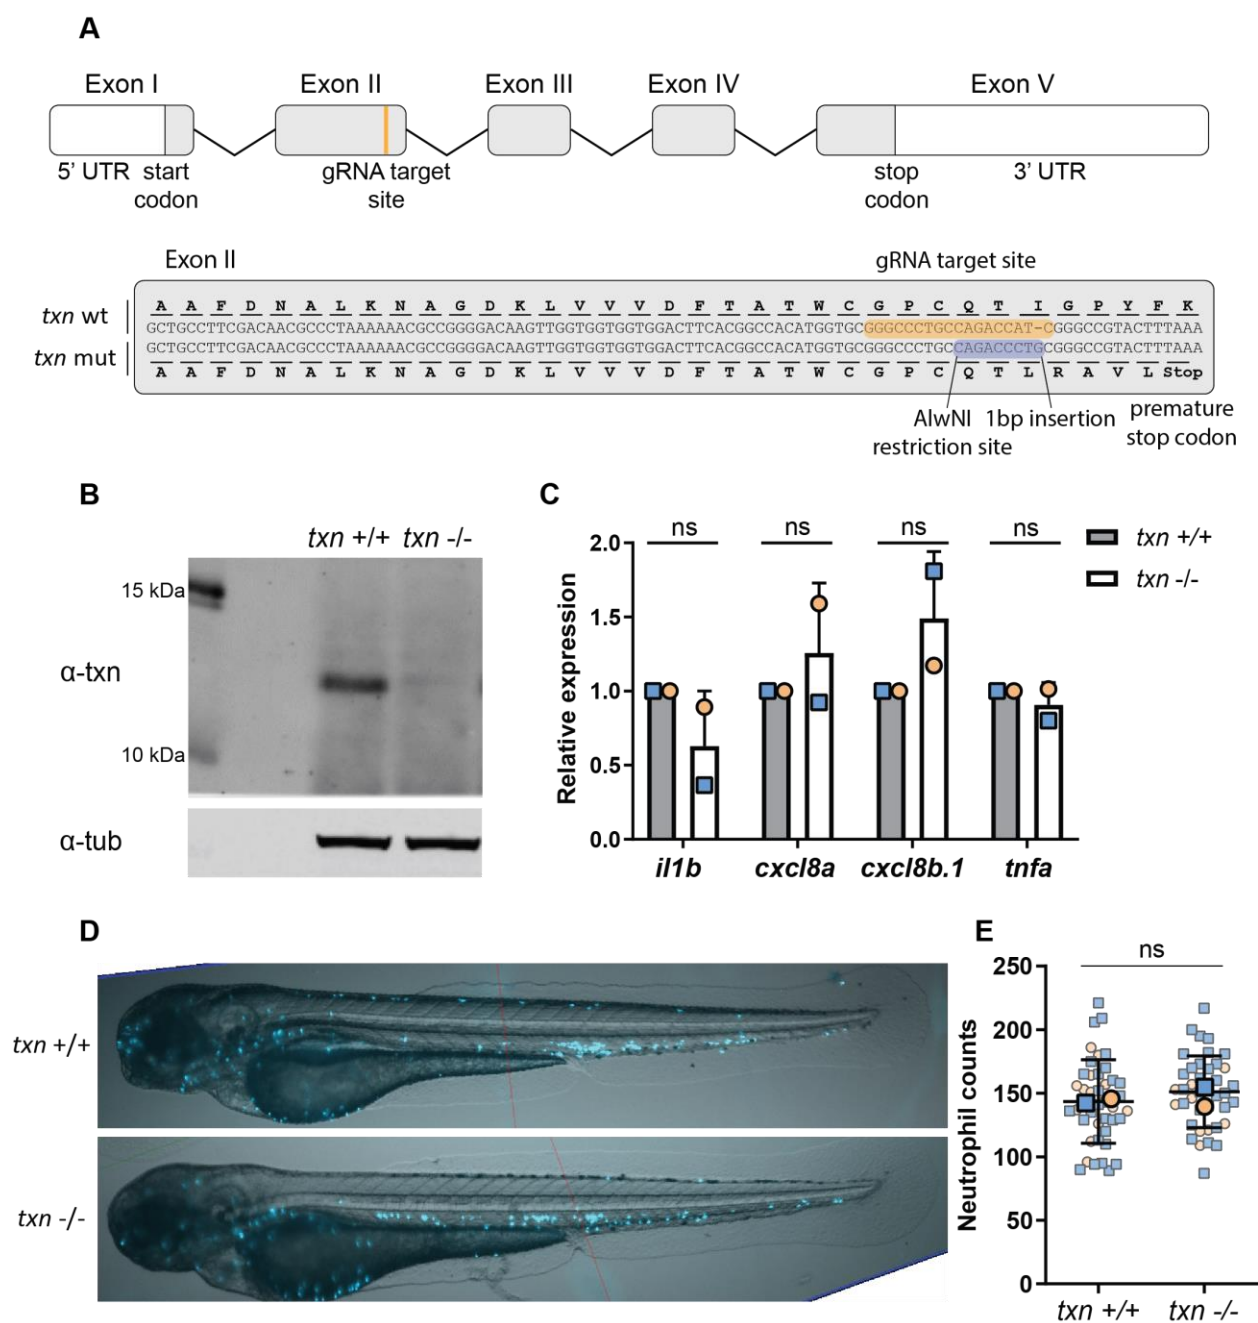 A
Exon I Exon II Exon III Exon IV Exon V
5' UTR start codon gRNA target site stop codon 3' UTR
Exon II gRNA target site
A A F D N A L K N A G D K L V V V D F T A T W C G P C Q T I G P Y F K
txn wt GCTGCCTTCGACAACGCCCTAAAAAACGCCGGGGACAAGTTGGTGGTGGTGGACTTCACGGCCACATGGTGCGGGCCCTGCCAGACCAT-CGGGCCGTACTTTAAA
txn mut GCTGCCTTCGACAACGCCCTAAAAAACGCCGGGGACAAGTTGGTGGTGGTGGACTTCACGGCCACATGGTGCGGGCCCTGCCAGACCCTGCGGGCCGTACTTTAAA
A A F D N A L K N A G D K L V V V D F T A T W C G P C Q T L R A V L Stop
AlwNI restriction site 1bp insertion premature stop codon
B
txn +/+ txn -/-
15 kDa
α-txn
10 kDa
α-tub
C
ns ns ns ns
txn +/+
txn -/-
Relative expression
2.0
1.5
1.0
0.5
0.0
il1b cxcl8a cxcl8b.1 tnfa
D
txn +/+
txn -/-
E
ns
Neutrophil counts
250
200
150
100
50
0
txn +/+ txn -/-